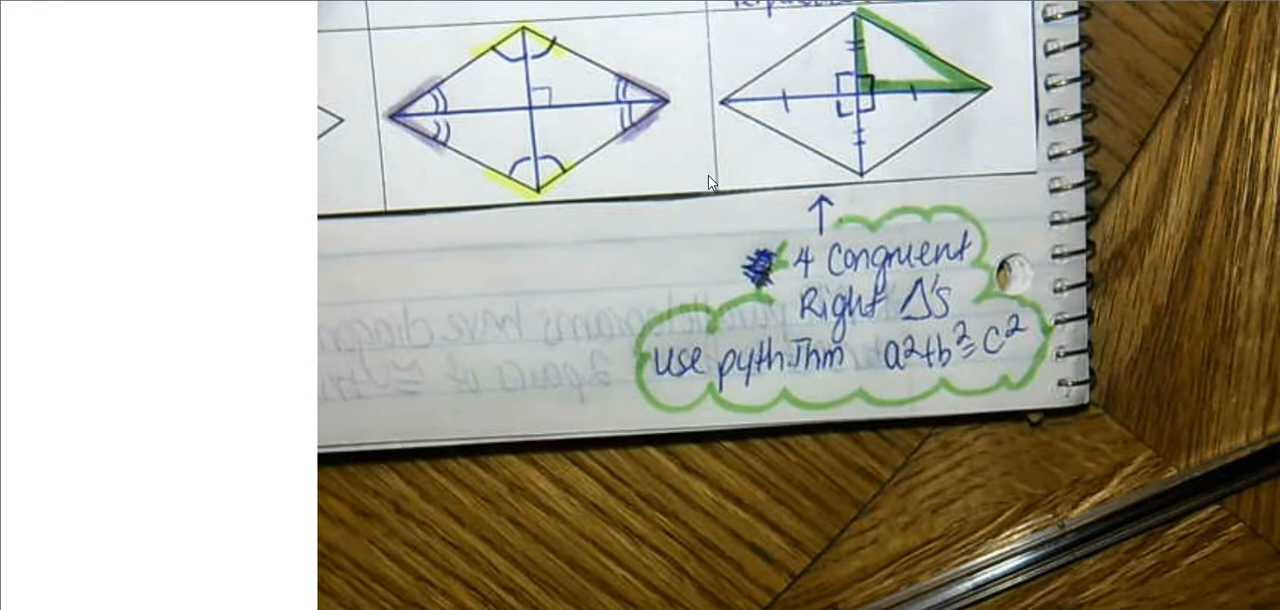 4 Congruent
Right Δ's
use pyth Thm a²+b²=c²